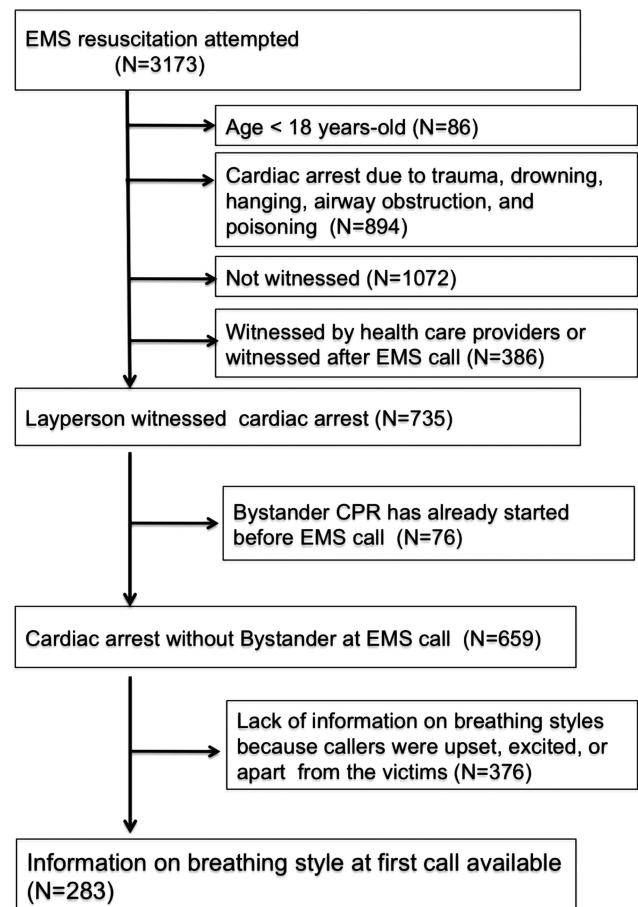 EMS resuscitation attempted
(N=3173)
Age < 18 years-old (N=86)
Cardiac arrest due to trauma, drowning,
hanging, airway obstruction, and
poisoning (N=894)
Not witnessed (N=1072)
Witnessed by health care providers or
witnessed after EMS call (N=386)
Layperson witnessed cardiac arrest (N=735)
Bystander CPR has already started
before EMS call (N=76)
Cardiac arrest without Bystander at EMS call (N=659)
Lack of information on breathing styles
because callers were upset, excited, or
apart from the victims (N=376)
Information on breathing style at first call available
(N=283)